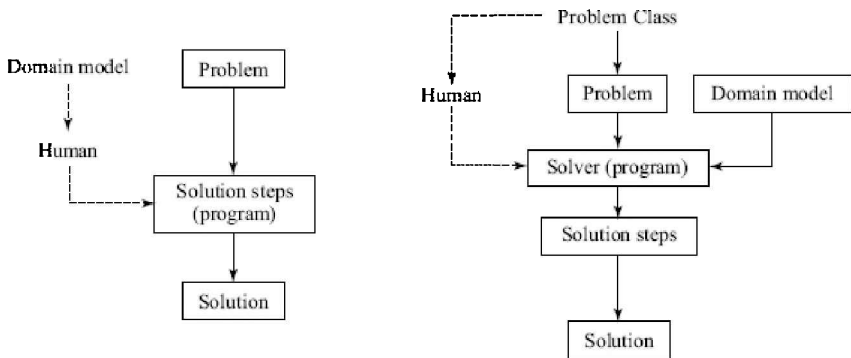 Domain model
Problem
Human
Solution steps
(program)
Solution
Problem Class
Human
Problem
Domain model
Solver (program)
Solution steps
Solution